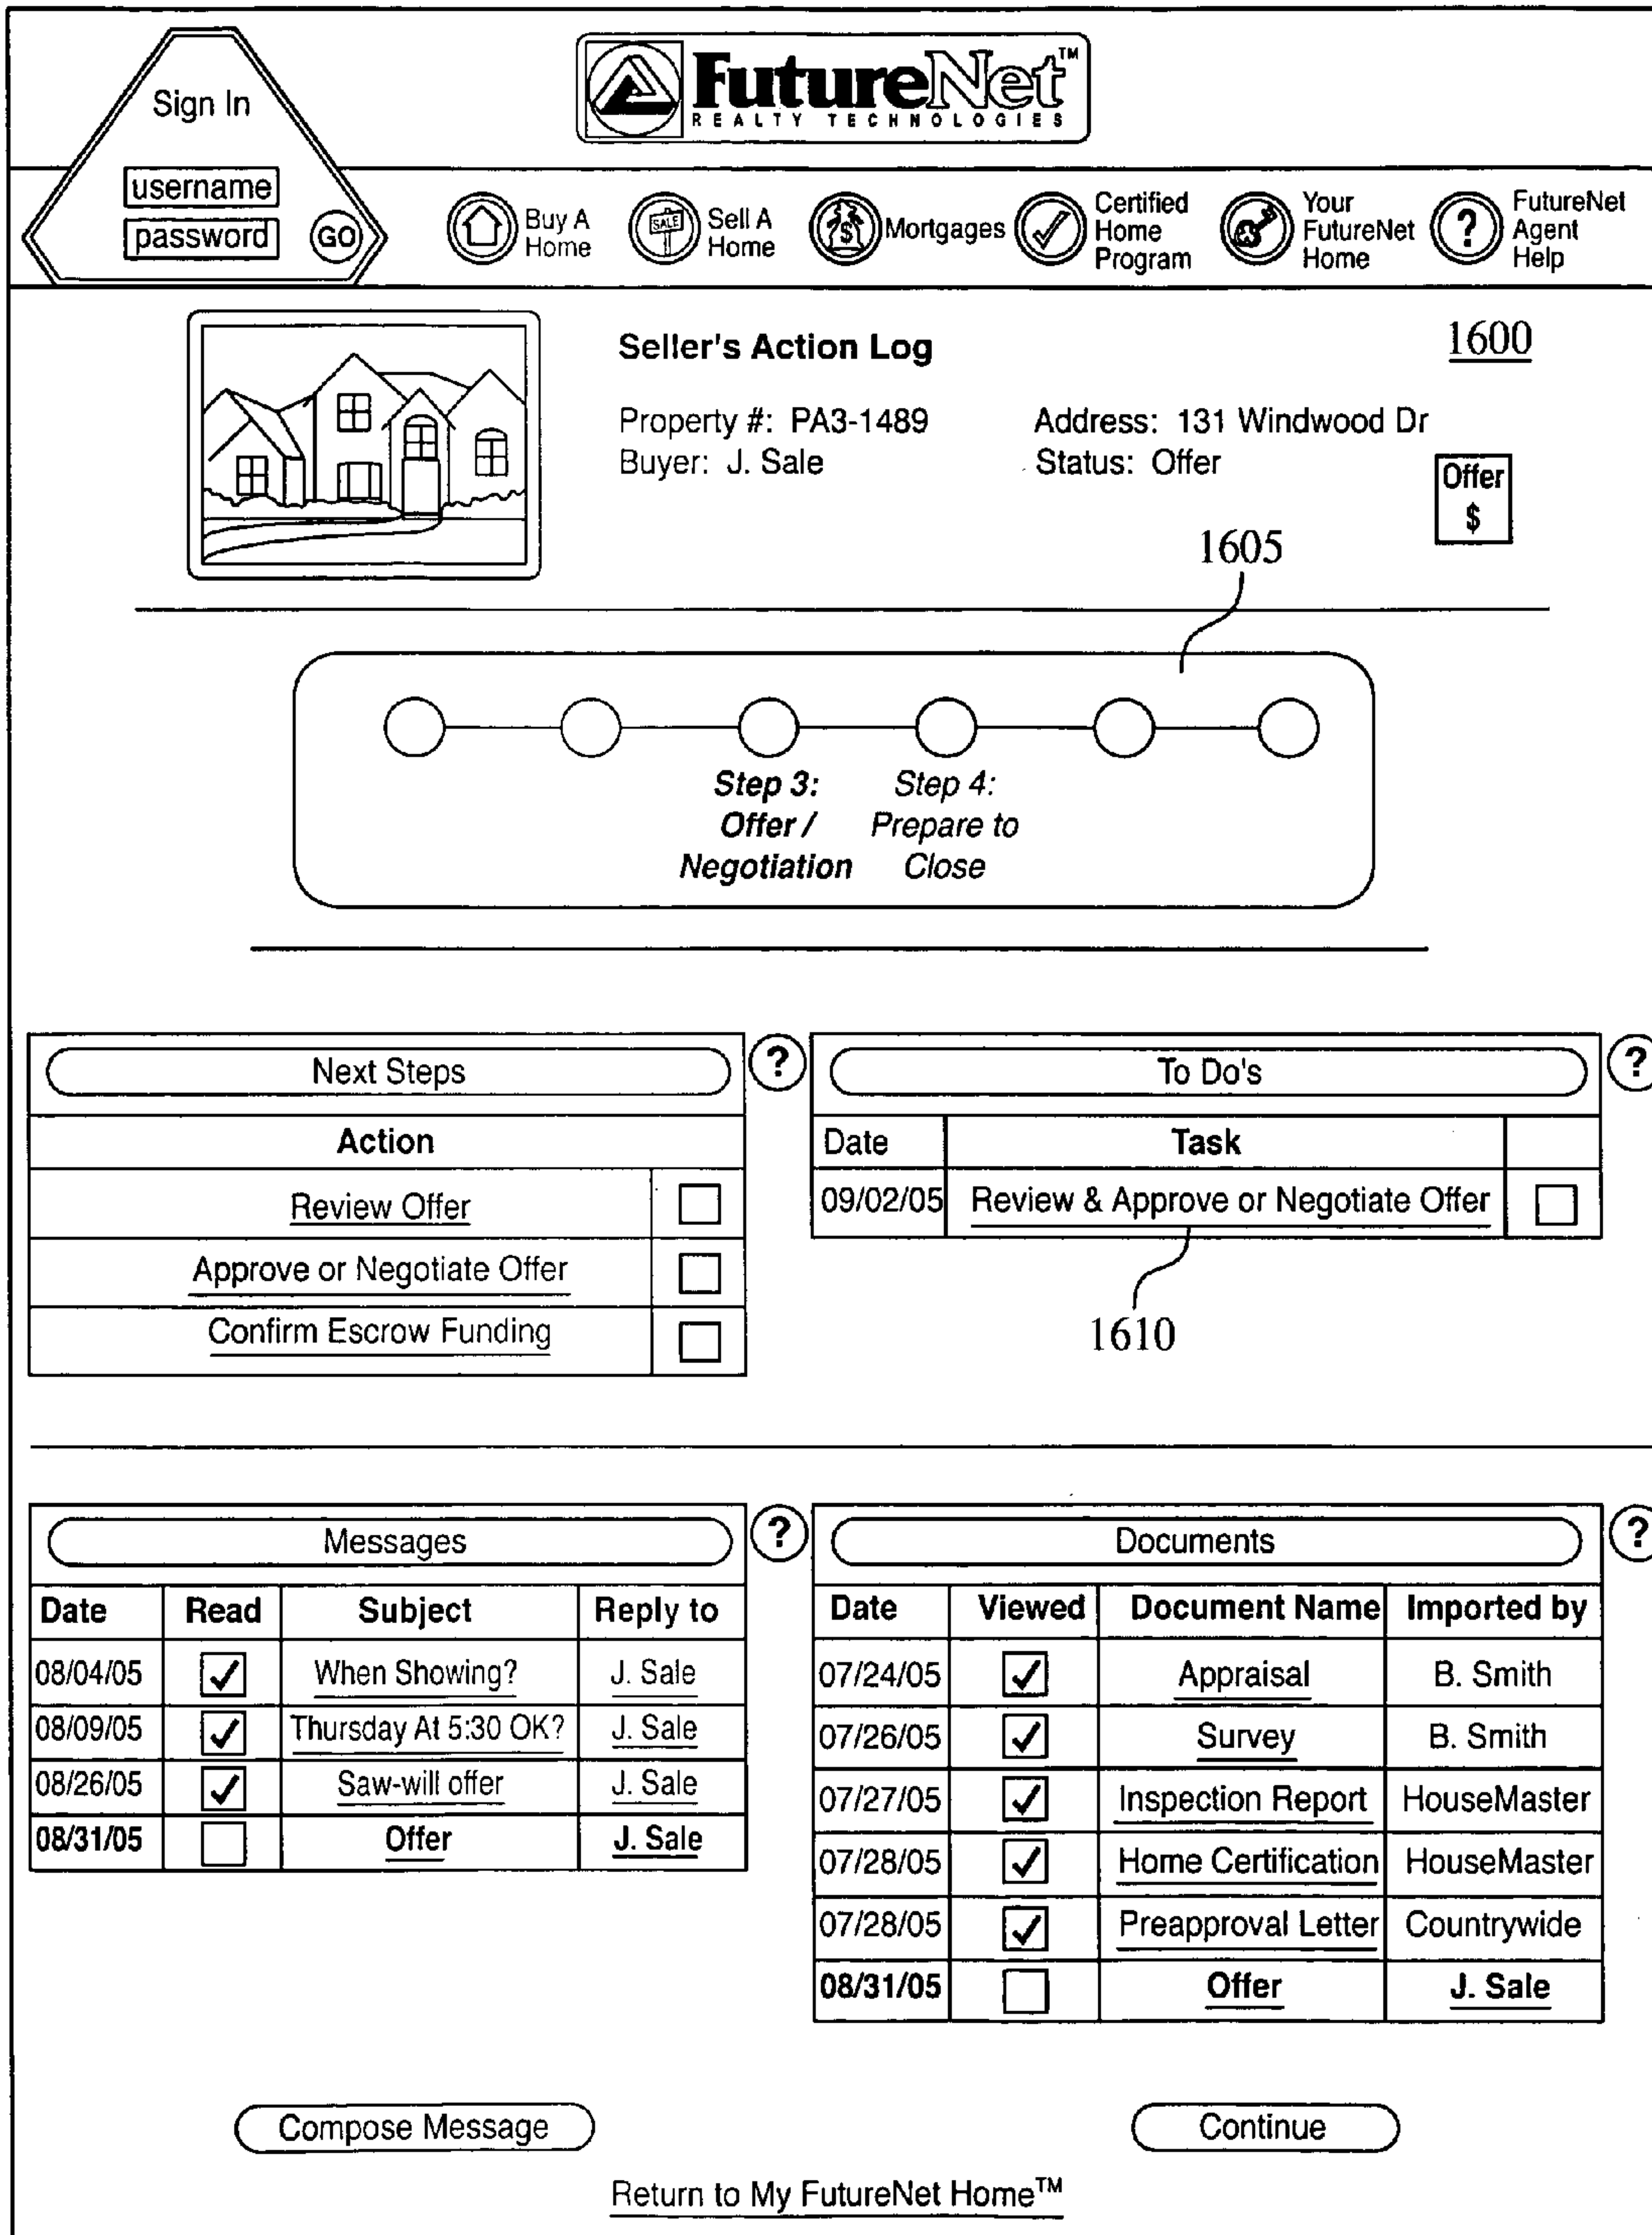 Sign In
username
password
GO
FutureNet™
REALTY TECHNOLOGIES
Buy A
Home
SALE
Sell A
Home
$
Mortgages
Certified
Home
Program
Your
FutureNet
Home
?
FutureNet
Agent
Help
Seller's Action Log
1600
Property #: PA3-1489 Address: 131 Windwood Dr
Buyer: J. Sale Status: Offer
Offer
$
1605
Step 3:
Offer /
Negotiation
Step 4:
Prepare to
Close
Next Steps ?
Action
Review Offer
Approve or Negotiate Offer
Confirm Escrow Funding
To Do's ?
Date Task
09/02/05 Review & Approve or Negotiate Offer
1610
Messages ?
Date Read Subject Reply to
08/04/05 ✓ When Showing? J. Sale
08/09/05 ✓ Thursday At 5:30 OK? J. Sale
08/26/05 ✓ Saw-will offer J. Sale
08/31/05 Offer J. Sale
Documents ?
Date Viewed Document Name Imported by
07/24/05 ✓ Appraisal B. Smith
07/26/05 ✓ Survey B. Smith
07/27/05 ✓ Inspection Report HouseMaster
07/28/05 ✓ Home Certification HouseMaster
07/28/05 ✓ Preapproval Letter Countrywide
08/31/05 Offer J. Sale
Compose Message Continue
Return to My FutureNet Home™